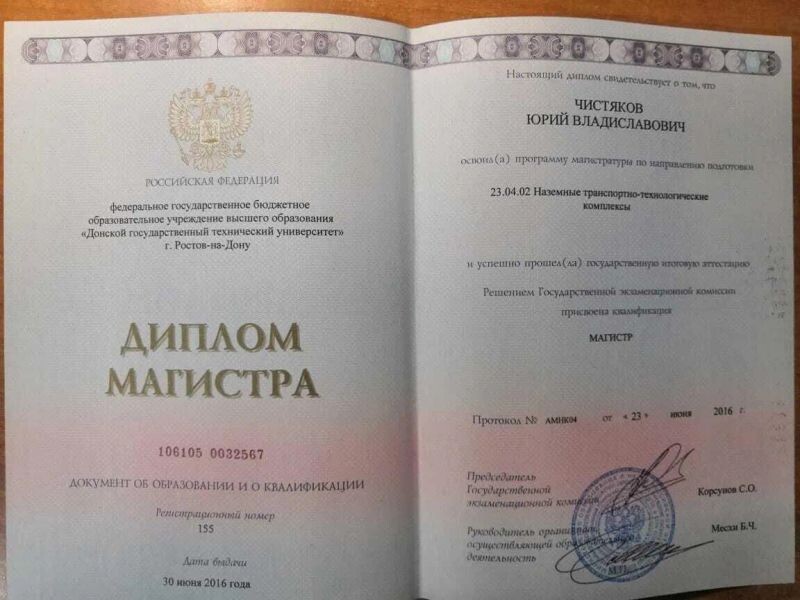 РОССИЙСКАЯ ФЕДЕРАЦИЯ
федеральное государственное бюджетное
образовательное учреждение высшего образования
«Донской государственный технический университет»
г. Ростов-на-Дону
ДИПЛОМ
МАГИСТРА
106105 0032567
ДОКУМЕНТ ОБ ОБРАЗОВАНИИ И О КВАЛИФИКАЦИИ
Регистрационный номер
155
Дата выдачи
30 июня 2016 года
Настоящий диплом свидетельствует о том, что
ЧИСТЯКОВ
ЮРИЙ ВЛАДИСЛАВОВИЧ
освоил(а) программу магистратуры по направлению подготовки
23.04.02 Наземные транспортно-технологические
комплексы
и успешно прошел(ла) государственную итоговую аттестацию
Решением Государственной экзаменационной комиссии
присвоена квалификация
МАГИСТР
Протокол № АМНК04 от « 23 » июня 2016 г.
Председатель
Государственной
экзаменационной комиссии
Корсунов С.О.
Руководитель организации,
осуществляющей образовательную
деятельность
Месхи Б.Ч.
М.П.